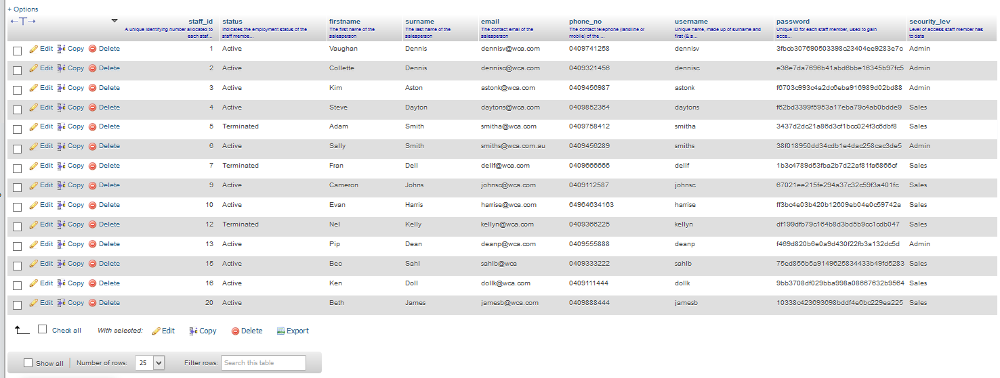 + Options
←T→ staff_id status firstname surname email phone_no username password security_lev
A unique identifying number allocated to Indicates the employment status of the The first name of the The last name of the The contact email of the The contact telephone (landline or Unique name, made up of surname and Unique ID for each staff member, used to gain Level of access staff member has
each staf... staff membe... salesperson salesperson salesperson mobile) of the ... first (& s... acce... to data
Edit Copy Delete 1 Active Vaughan Dennis dennisv@wca.com 0409741258 dennisv 3fbcb307690503398c23404ee9283e7c Admin
Edit Copy Delete 2 Active Collette Dennis dennisc@wca.com 0409321456 dennisc e36e7da7696b41abd6bbe16345b97fc5 Admin
Edit Copy Delete 3 Active Kim Aston astonk@wca.com 0409456987 astonk f6703c993c4a2dc6eba916989d02bd88 Admin
Edit Copy Delete 4 Active Steve Dayton daytons@wca.com 0409852364 daytons f62bd3399f5953a17eba79c4ab0bdde9 Sales
Edit Copy Delete 5 Terminated Adam Smith smitha@wca.com 0409758412 smitha 3437d2dc21a86d3cf1bcc024f3c6dbf8 Sales
Edit Copy Delete 6 Active Sally Smith smiths@wca.com.au 0409456289 smiths 38f018950dd34cdb1e4dac258cac3de5 Admin
Edit Copy Delete 7 Terminated Fran Dell dellf@wca.com 0409666666 dellf 1b3c4789d53fba2b7d22af81fa6866cf Sales
Edit Copy Delete 9 Active Cameron Johns johnsc@wca.com 0409112587 johnsc 67021ee215fe294a37c32c59f3a401fc Sales
Edit Copy Delete 10 Active Evan Harris harrise@wca.com 64964634163 harrise ff3bc4e03b420b12609eb04e0c59742a Sales
Edit Copy Delete 12 Terminated Nel Kelly kellyn@wca.com 0409366225 kellyn df199dfb79c164b8d3bd5b9cc1cdb047 Sales
Edit Copy Delete 13 Active Pip Dean deanp@wca.com 0409555888 deanp f469d820b6e0a9d430f22fb3a132dc5d Admin
Edit Copy Delete 15 Active Bec Sahl sahlb@wca 0409333222 sahlb 75ed856b5a9149625834433b49fd5283 Sales
Edit Copy Delete 16 Active Ken Doll dollk@wca.com 0409111444 dollk 9bb3708df029bba998a08667632b9564 Sales
Edit Copy Delete 20 Active Beth James jamesb@wca.com 0409888444 jamesb 10338c423693698bddf4e6bc229ea225 Sales
Check all With selected: Edit Copy Delete Export
Show all Number of rows: 25 Filter rows: Search this table